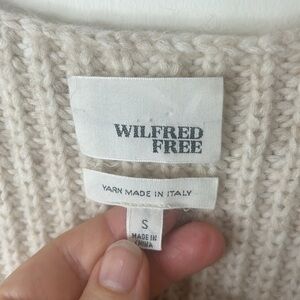 WILFRED
FREE
YARN MADE IN ITALY
S
MADE IN
CHINA